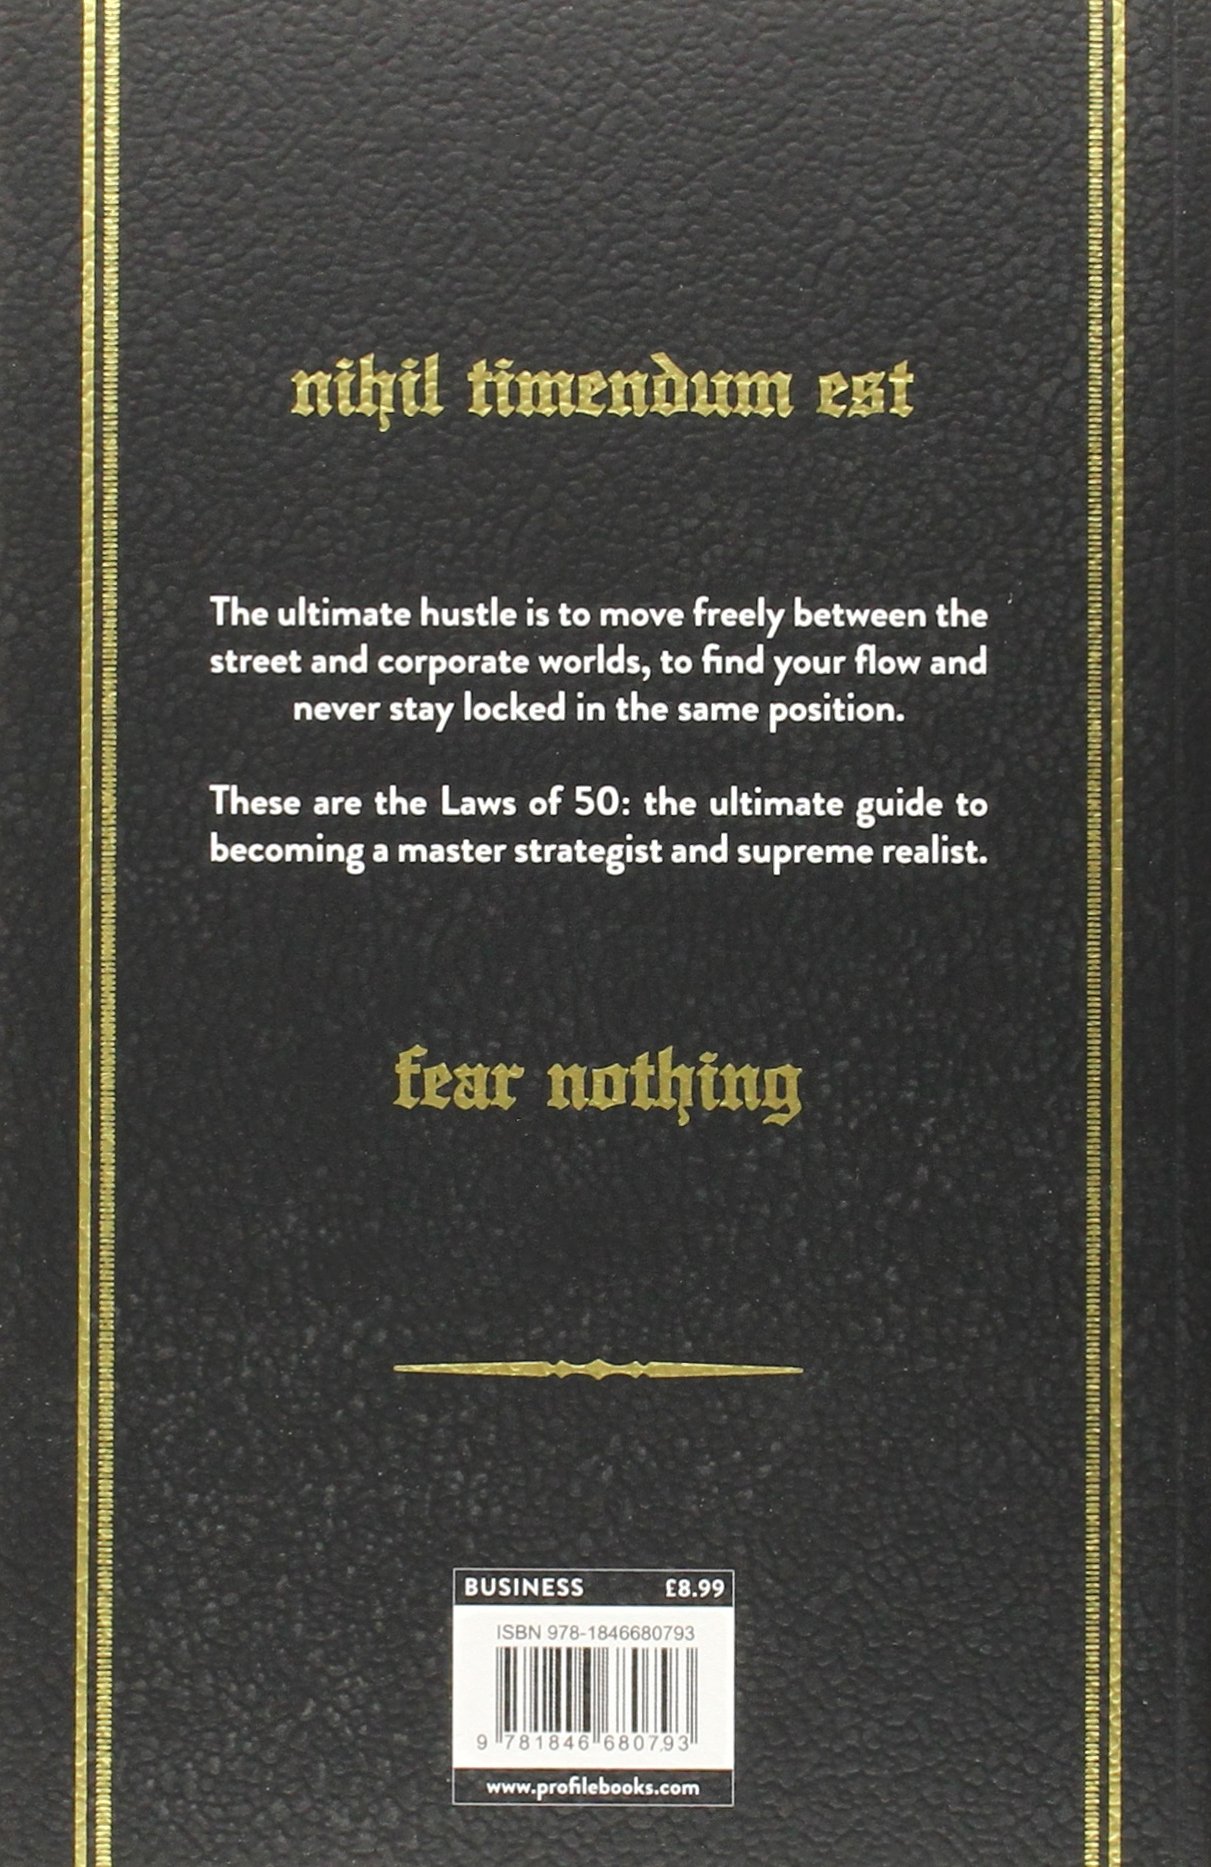 nihil timendum est
The ultimate hustle is to move freely between the
street and corporate worlds, to find your flow and
never stay locked in the same position.
These are the Laws of 50: the ultimate guide to
becoming a master strategist and supreme realist.
fear nothing
BUSINESS £8.99
ISBN 978-1846680793
9 781846 680793
www.profilebooks.com